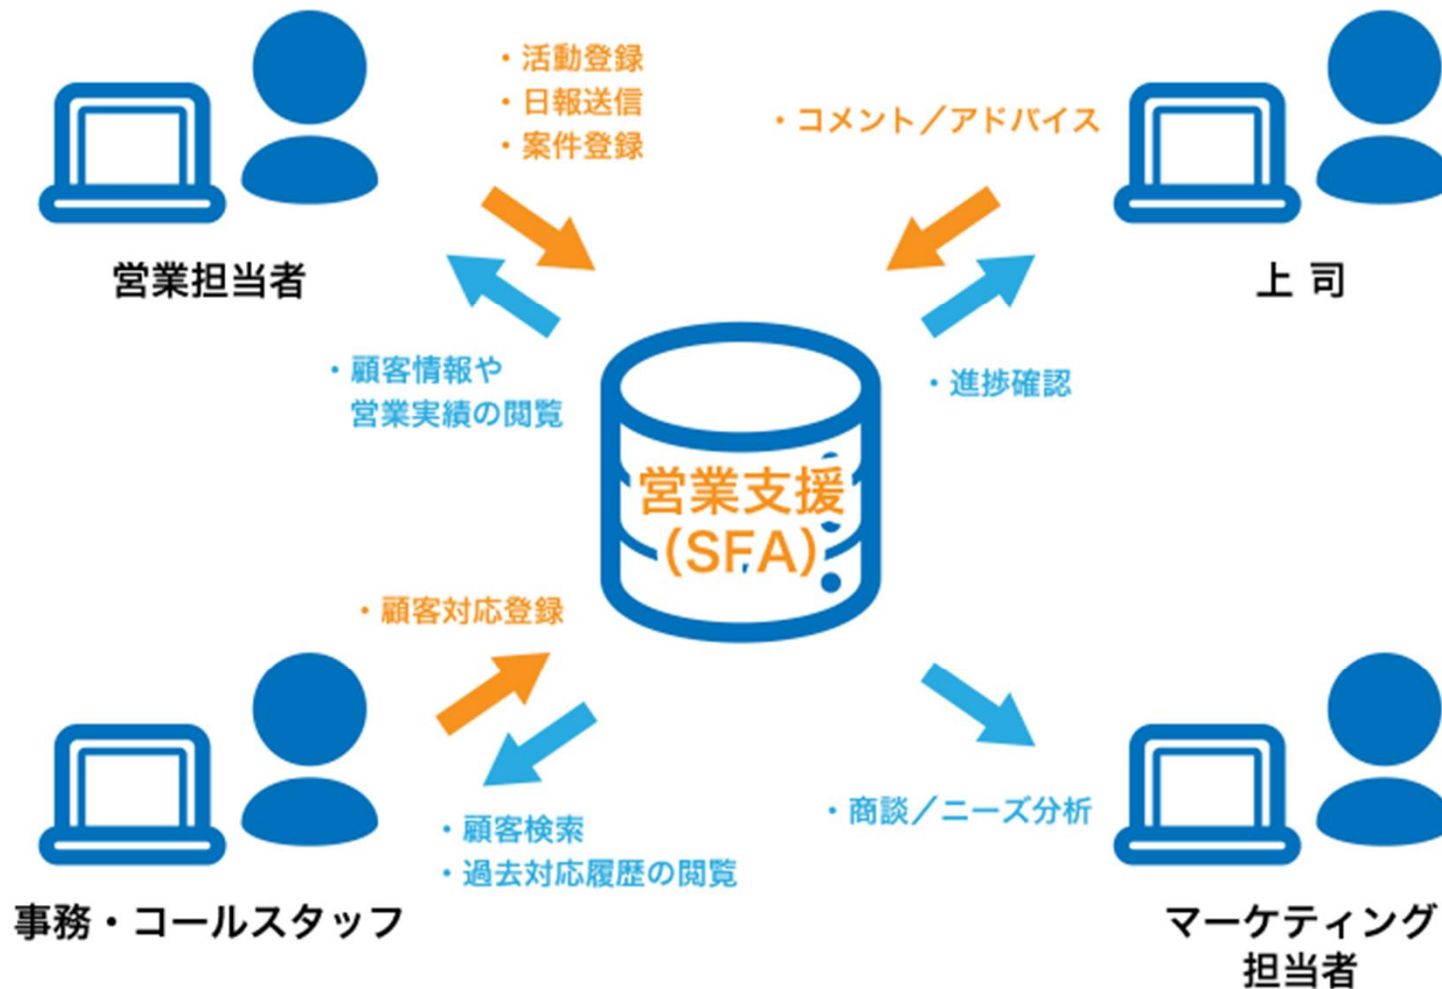 ・活動登録
・日報送信
・案件登録
・コメント／アドバイス
営業担当者
上 司
・顧客情報や
営業実績の閲覧
・進捗確認
営業支援
(SFA)
・顧客対応登録
・顧客検索
・過去対応履歴の閲覧
・商談／ニーズ分析
事務・コールスタッフ
マーケティング
担当者